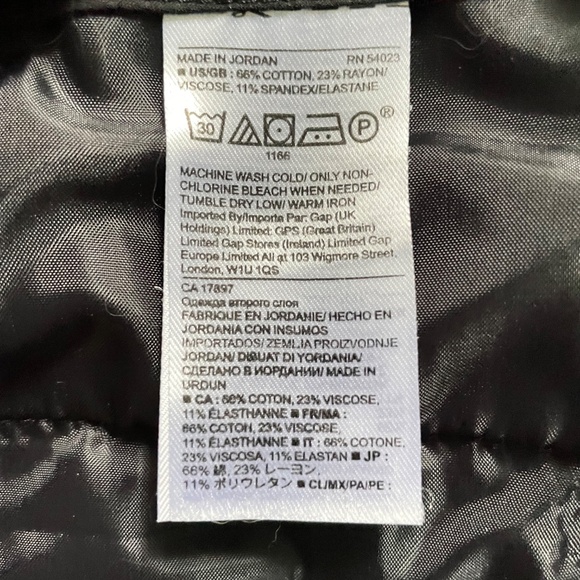 MADE IN JORDAN RN 54023
■ US/GB : 66% COTTON, 23% RAYON/
VISCOSE, 11% SPANDEX/ELASTANE
30 P
1166
MACHINE WASH COLD/ ONLY NON-
CHLORINE BLEACH WHEN NEEDED/
TUMBLE DRY LOW/ WARM IRON
Imported By/Importe Par: Gap (UK
Holdings) Limited: GPS (Great Britain)
Limited Gap Stores (Ireland) Limited Gap
Europe Limited All at 103 Wigmore Street,
London, W1U 1QS
CA 17897
Одежда второго слоя
FABRIQUE EN JORDANIE/ HECHO EN
JORDANIA CON INSUMOS
IMPORTADOS/ ZEMLJA PROIZVODNJE
JORDAN/ DIBUAT DI YORDANIA/
СДЕЛАНО В ИОРДАНИИ/ MADE IN
URDUN
■ CA : 66% COTON, 23% VISCOSE,
11% ÉLASTHANNE ■ FR/MA :
66% COTON, 23% VISCOSE,
11% ÉLASTHANNE ■ IT : 66% COTONE,
23% VISCOSA, 11% ELASTAN ■ JP :
66% 綿, 23% レーヨン,
11% ポリウレタン ■ CL/MX/PA/PE :